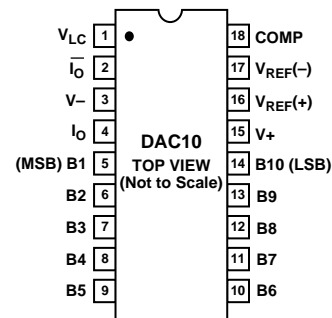 V_LC 1 18 COMP
I̅_O̅ 2 17 V_REF(–)
V– 3 16 V_REF(+)
I_O 4 15 V+
DAC10
(MSB) B1 5 TOP VIEW 14 B10 (LSB)
(Not to Scale)
B2 6 13 B9
B3 7 12 B8
B4 8 11 B7
B5 9 10 B6